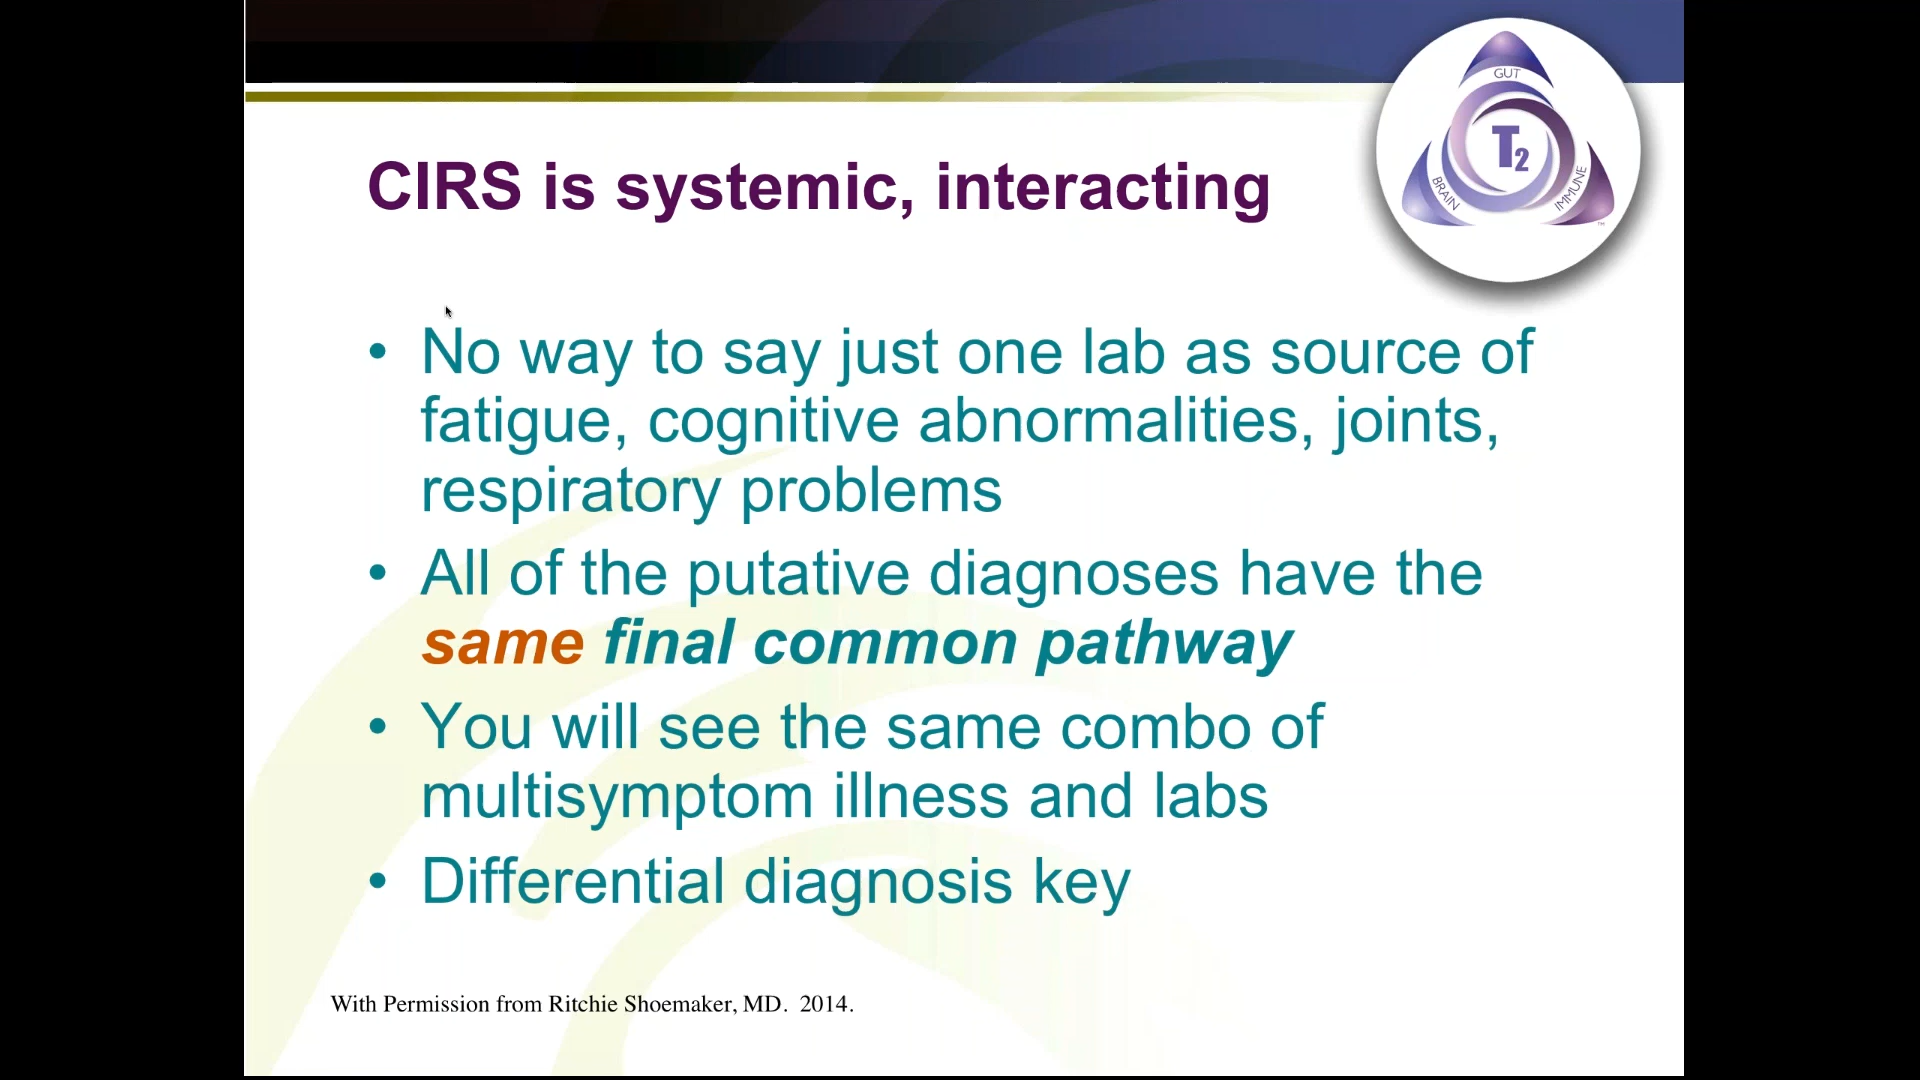 GUT
T2
BRAIN
IMMUNE
™
CIRS is systemic, interacting
• No way to say just one lab as source of
fatigue, cognitive abnormalities, joints,
respiratory problems
• All of the putative diagnoses have the
same final common pathway
• You will see the same combo of
multisymptom illness and labs
• Differential diagnosis key
With Permission from Ritchie Shoemaker, MD.  2014.